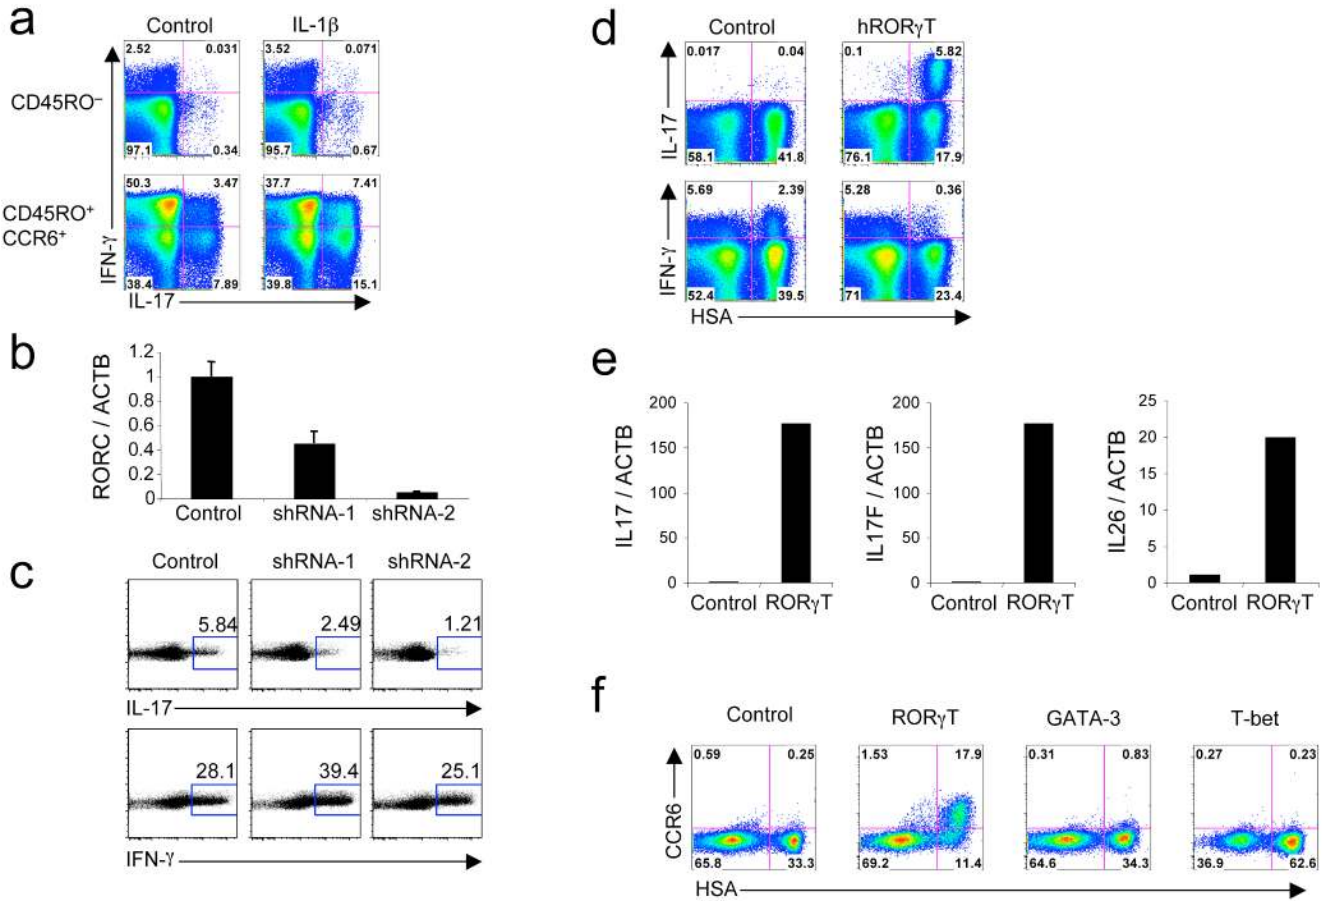 a
Control
IL-1β
CD45RO⁻
2.52
0.031
97.1
0.34
3.52
0.071
95.7
0.67
CD45RO⁺
CCR6⁺
50.3
3.47
38.4
7.89
37.7
7.41
39.8
15.1
IFN-γ
IL-17
b
RORC / ACTB
1.2
1
0.8
0.6
0.4
0.2
0
Control
shRNA-1
shRNA-2
c
Control
shRNA-1
shRNA-2
5.84
2.49
1.21
IL-17
28.1
39.4
25.1
IFN-γ
d
Control
hRORγT
IL-17
0.017
0.04
58.1
41.8
0.1
5.82
76.1
17.9
IFN-γ
5.69
2.39
52.4
39.5
5.28
0.36
71
23.4
HSA
e
IL17 / ACTB
200
150
100
50
0
Control
RORγT
IL17F / ACTB
200
150
100
50
0
Control
RORγT
IL26 / ACTB
25
20
15
10
5
0
Control
RORγT
f
Control
RORγT
GATA-3
T-bet
CCR6
0.59
0.25
65.8
33.3
1.53
17.9
69.2
11.4
0.31
0.83
64.6
34.3
0.27
0.23
36.9
62.6
HSA